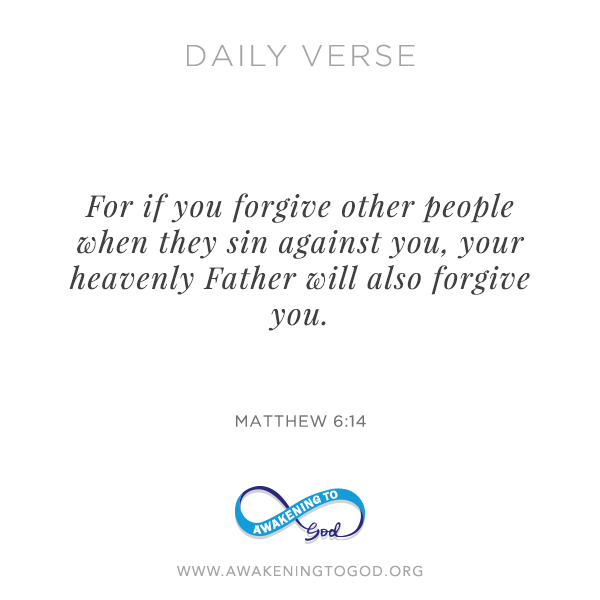 DAILY VERSE
For if you forgive other people
when they sin against you, your
heavenly Father will also forgive
you.
MATTHEW 6:14
AWAKENING TO
God
WWW.AWAKENINGTOGOD.ORG